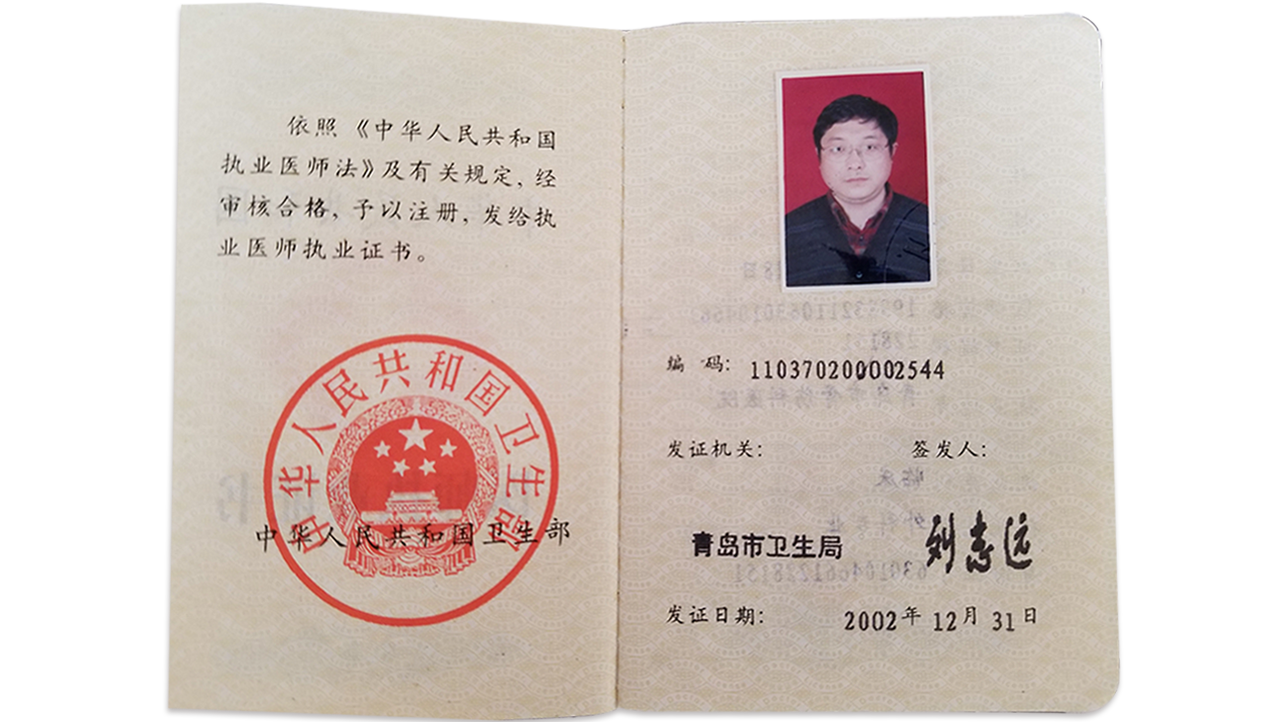 依照《中华人民共和国
执业医师法》及有关规定，经
审核合格，予以注册，发给执
业医师执业证书。
中华人民共和国卫生部
中华人民共和国卫生部
编 码： 110370200002544
发证机关： 签发人：
青岛市卫生局 刘志远
发证日期： 2002年 12月 31日